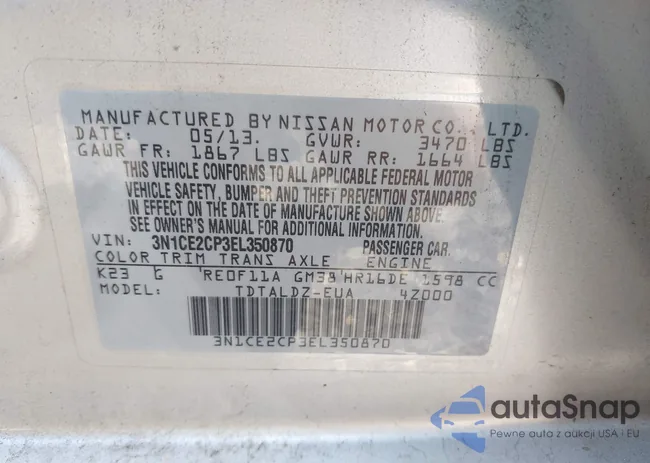 MANUFACTURED BY NISSAN MOTOR CO., LTD.
DATE: 05/13. GVWR: 3470 LBS
GAWR FR: 1867 LBS GAWR RR: 1664 LBS
THIS VEHICLE CONFORMS TO ALL APPLICABLE FEDERAL MOTOR
VEHICLE SAFETY, BUMPER AND THEFT PREVENTION STANDARDS
IN EFFECT ON THE DATE OF MANUFACTURE SHOWN ABOVE.
SEE OWNER'S MANUAL FOR ADDITIONAL INFORMATION.
VIN: 3N1CE2CP3EL350870 PASSENGER CAR.
COLOR TRIM TRANS AXLE ENGINE
K23 G 'RE0F11A GM38'HR16DE 1598 CC
MODEL: TDTALDZ-EUA 4Z000
3N1CE2CP3EL350870
autoSnap
Pewne auta z aukcji USA i EU